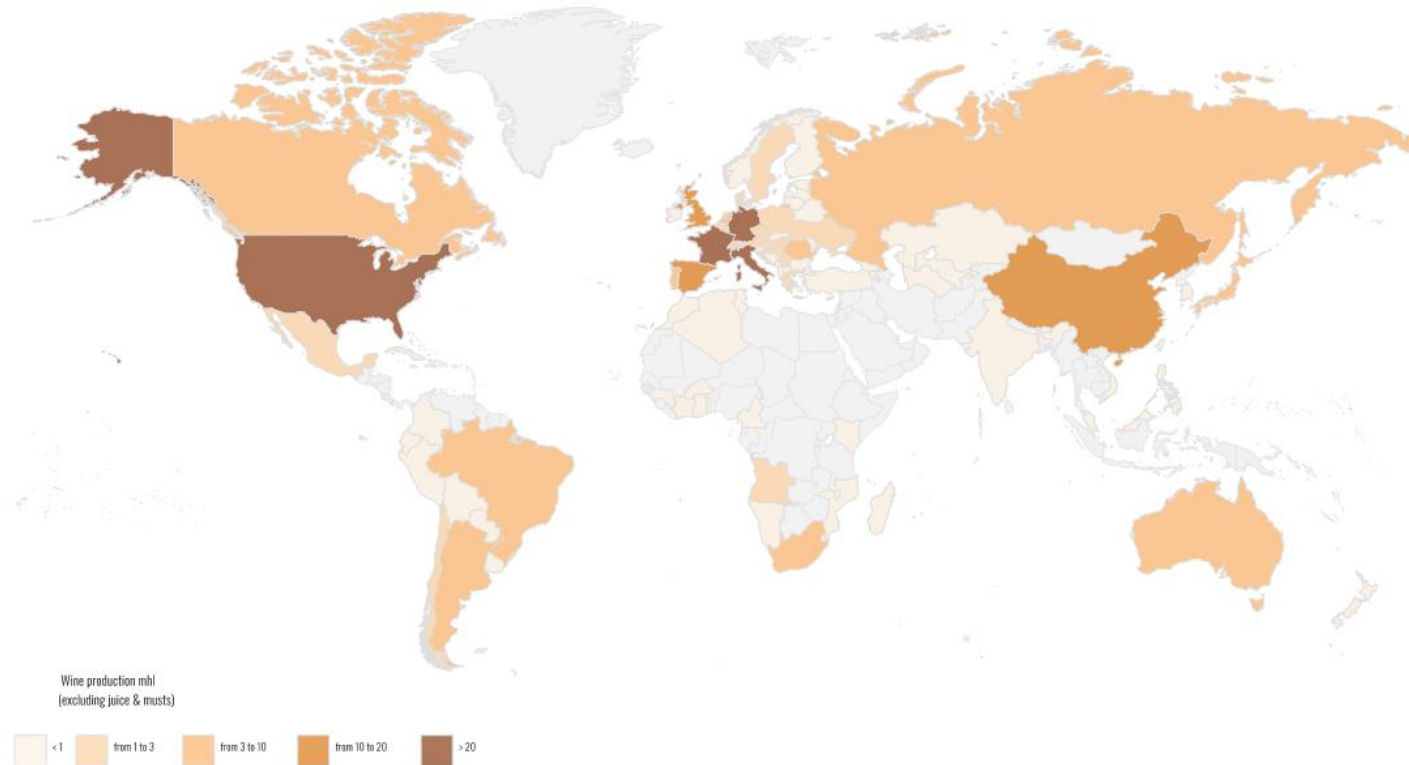 Wine production mhl
(excluding juice & musts)
< 1
from 1 to 3
from 3 to 10
from 10 to 20
> 20